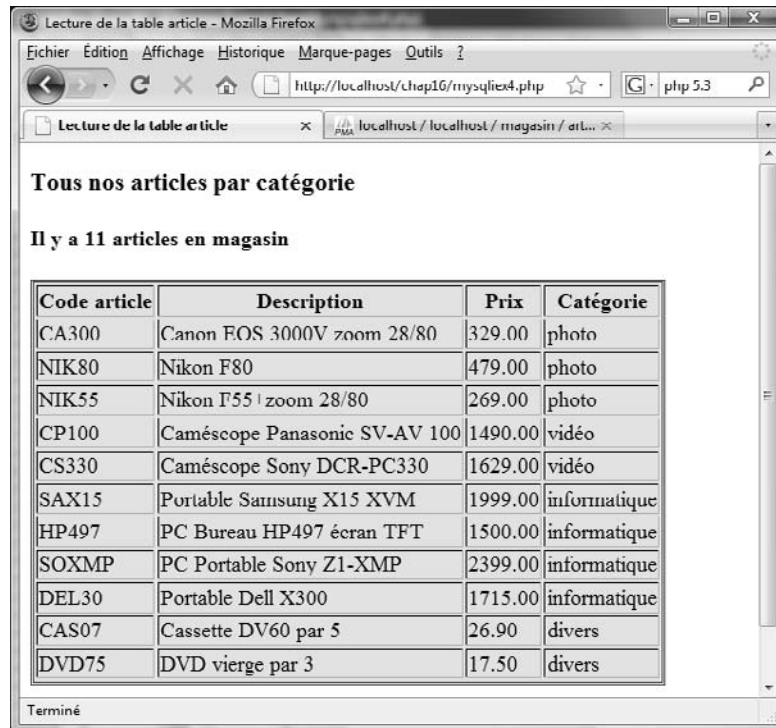 Lecture de la table article - Mozilla Firefox
Fichier Édition Affichage Historique Marque-pages Outils ?
http://localhost/chap16/mysqliex4.php G php 5.3
Lecture de la table article PMA localhost / localhost / magasin / art...
Tous nos articles par catégorie
Il y a 11 articles en magasin
Code article Description Prix Catégorie
CA300 Canon EOS 3000V zoom 28/80 329.00 photo
NIK80 Nikon F80 479.00 photo
NIK55 Nikon F55+zoom 28/80 269.00 photo
CP100 Caméscope Panasonic SV-AV 100 1490.00 vidéo
CS330 Caméscope Sony DCR-PC330 1629.00 vidéo
SAX15 Portable Samsung X15 XVM 1999.00 informatique
HP497 PC Bureau HP497 écran TFT 1500.00 informatique
SOXMP PC Portable Sony Z1-XMP 2399.00 informatique
DEL30 Portable Dell X300 1715.00 informatique
CAS07 Cassette DV60 par 5 26.90 divers
DVD75 DVD vierge par 3 17.50 divers
Terminé